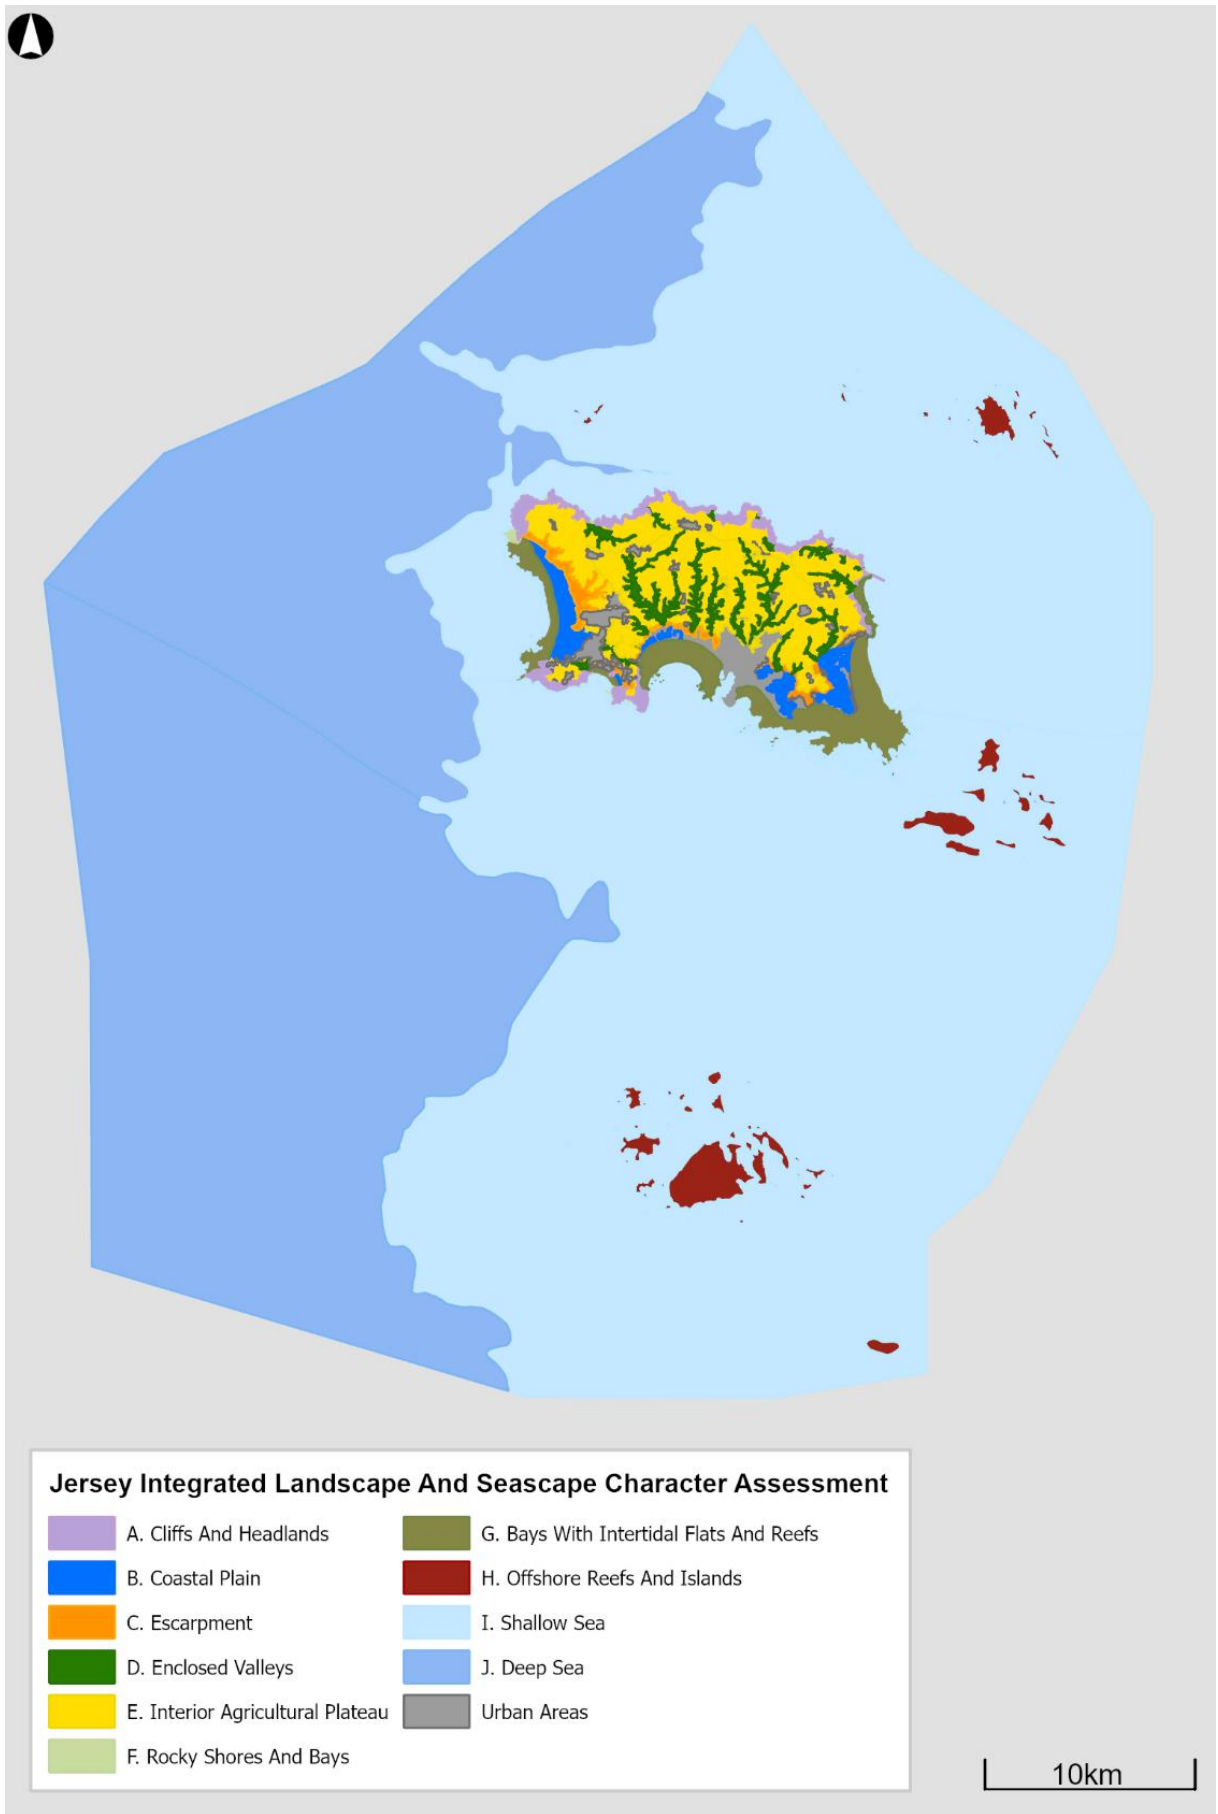 Jersey Integrated Landscape And Seascape Character Assessment
A. Cliffs And Headlands
B. Coastal Plain
C. Escarpment
D. Enclosed Valleys
E. Interior Agricultural Plateau
F. Rocky Shores And Bays
G. Bays With Intertidal Flats And Reefs
H. Offshore Reefs And Islands
I. Shallow Sea
J. Deep Sea
Urban Areas
10km